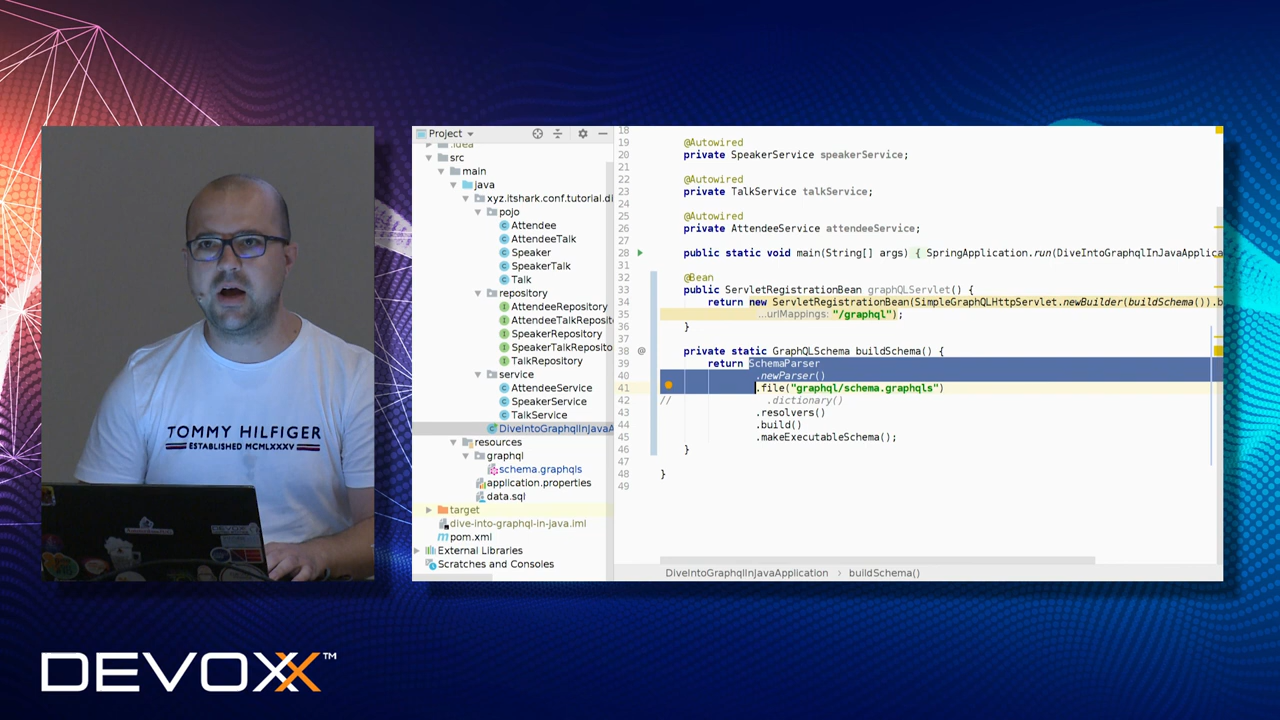 TOMMY HILFIGER
ESTABLISHED MCMLXXXV
DEVOXX™
Project
.idea
src
main
java
xyz.itshark.conf.tutorial.di
pojo
Attendee
AttendeeTalk
Speaker
SpeakerTalk
Talk
repository
AttendeeRepository
AttendeeTalkReposit
SpeakerRepository
SpeakerTalkReposito
TalkRepository
service
AttendeeService
SpeakerService
TalkService
DiveIntoGraphqlInJavaA
resources
graphql
schema.graphqls
application.properties
data.sql
target
dive-into-graphql-in-java.iml
pom.xml
External Libraries
Scratches and Consoles
18
19 @Autowired
20 private SpeakerService speakerService;
21
22 @Autowired
23 private TalkService talkService;
24
25 @Autowired
26 private AttendeeService attendeeService;
27
28 public static void main(String[] args) { SpringApplication.run(DiveIntoGraphqlInJavaApplica
31
32 @Bean
33 public ServletRegistrationBean graphQLServlet() {
34 return new ServletRegistrationBean(SimpleGraphQLHttpServlet.newBuilder(buildSchema()).b
35 ...urlMappings: "/graphql");
36 }
37
38 @ private static GraphQLSchema buildSchema() {
39 return SchemaParser
40 .newParser()
41 .file("graphql/schema.graphqls")
42 // .dictionary()
43 .resolvers()
44 .build()
45 .makeExecutableSchema();
46 }
47
48 }
49
DiveIntoGraphqlInJavaApplication › buildSchema()